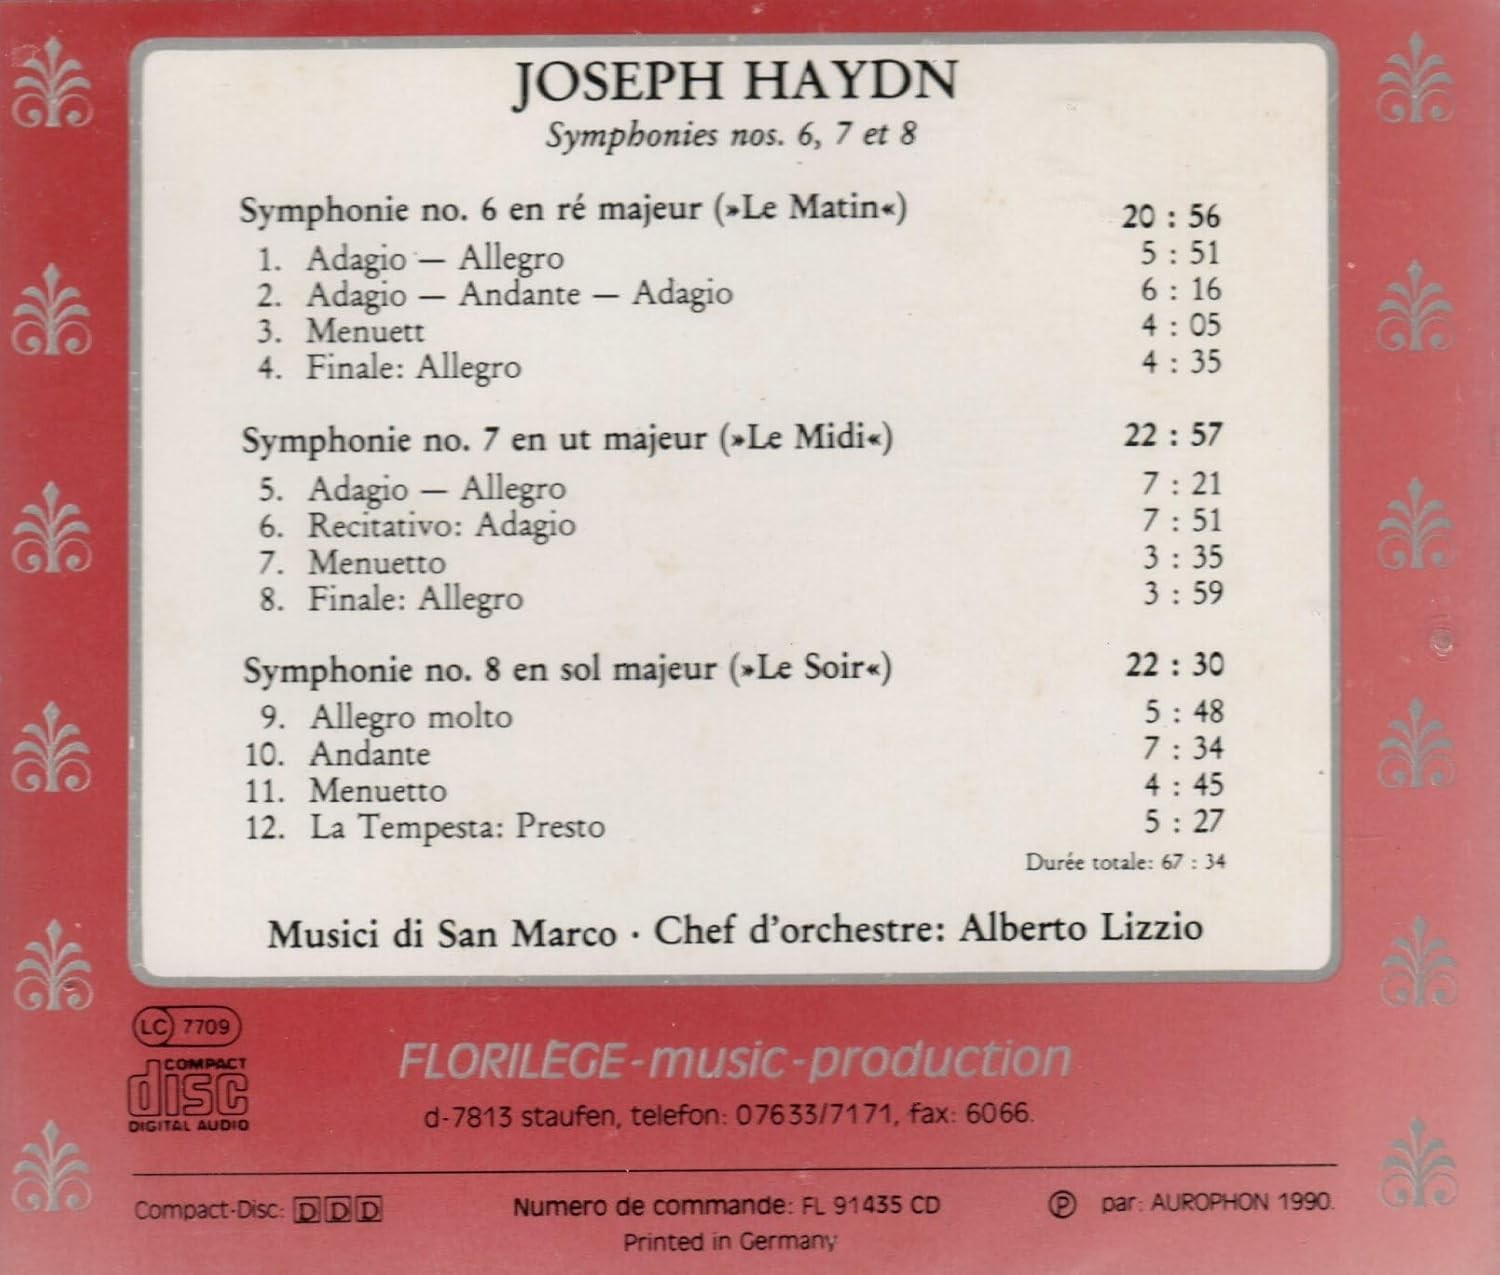 JOSEPH HAYDN
Symphonies nos. 6, 7 et 8
Symphonie no. 6 en ré majeur (»Le Matin«) 20 : 56
1. Adagio — Allegro 5 : 51
2. Adagio — Andante — Adagio 6 : 16
3. Menuett 4 : 05
4. Finale: Allegro 4 : 35
Symphonie no. 7 en ut majeur (»Le Midi«) 22 : 57
5. Adagio — Allegro 7 : 21
6. Recitativo: Adagio 7 : 51
7. Menuetto 3 : 35
8. Finale: Allegro 3 : 59
Symphonie no. 8 en sol majeur (»Le Soir«) 22 : 30
9. Allegro molto 5 : 48
10. Andante 7 : 34
11. Menuetto 4 : 45
12. La Tempesta: Presto 5 : 27
Durée totale: 67 : 34
Musici di San Marco · Chef d'orchestre: Alberto Lizzio
LC 7709
COMPACT
disc
DIGITAL AUDIO
FLORILÈGE-music-production
d-7813 staufen, telefon: 07633/7171, fax: 6066.
Compact-Disc: D D D Numero de commande: FL 91435 CD ℗ par: AUROPHON 1990.
Printed in Germany